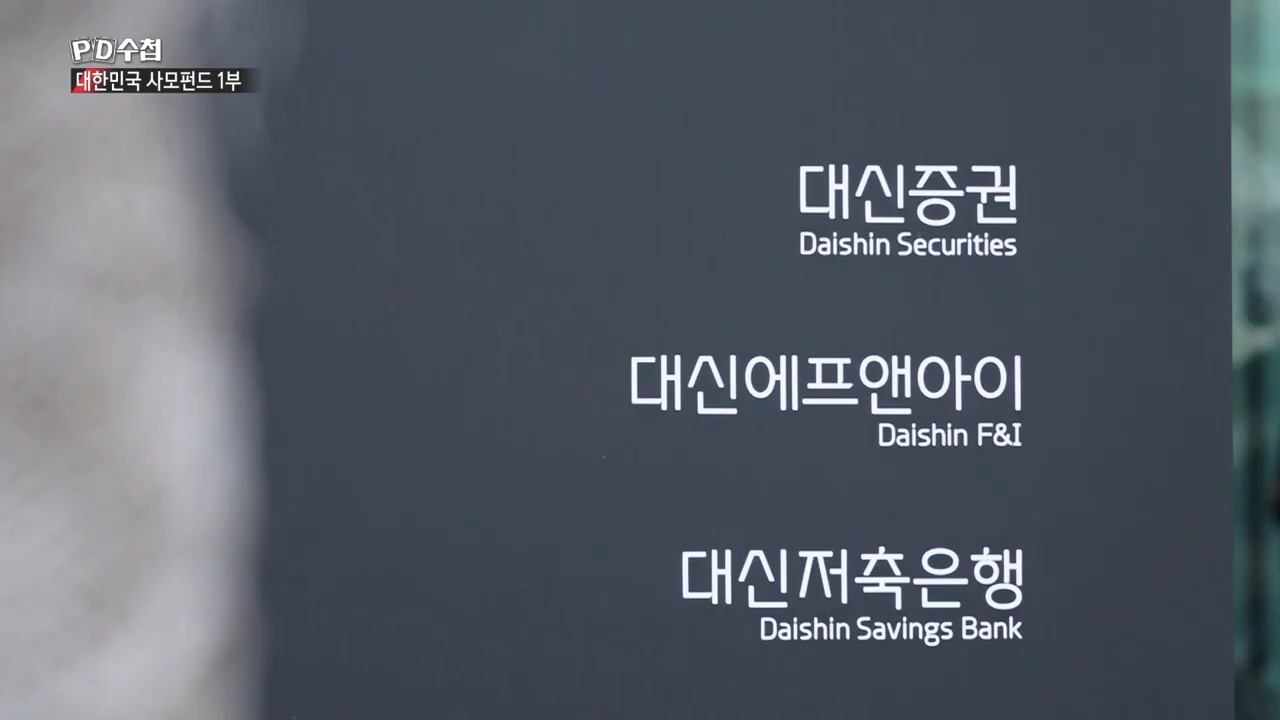 PD수첩
대한민국 사모펀드 1부
대신증권
Daishin Securities
대신에프앤아이
Daishin F&I
대신저축은행
Daishin Savings Bank